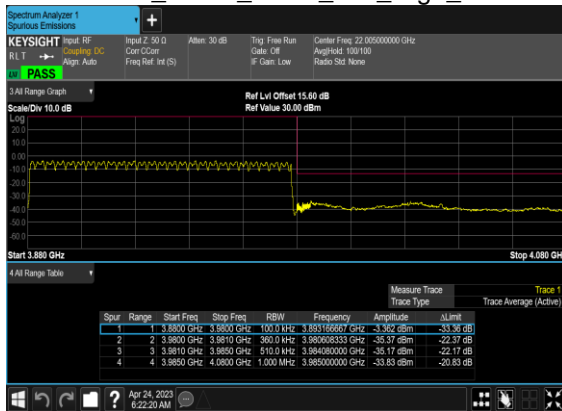 Spectrum Analyzer 1
Spurious Emissions
KEYSIGHT
R L T
PASS
Input: RF
Coupling: DC
Align: Auto
Input Z: 50 Ω
Corr CCorr
Freq Ref: Int (S)
Atten: 30 dB
Trig: Free Run
Gate: Off
IF Gain: Low
Center Freq: 22.005000000 GHz
Avg|Hold: 100/100
Radio Std: None
3 All Range Graph
Scale/Div 10.0 dB
Ref Lvl Offset 15.60 dB
Ref Value 30.00 dBm
Log
20.0
10.0
0.00
-10.0
-20.0
-30.0
-40.0
-50.0
-60.0
Start 3.880 GHz
Stop 4.080 GH
4 All Range Table
Measure Trace Trace 1
Trace Type Trace Average (Active)
Spur Range Start Freq Stop Freq RBW Frequency Amplitude ΔLimit
1 1 3.8800 GHz 3.9800 GHz 100.0 kHz 3.893166667 GHz -3.362 dBm -33.36 dB
2 2 3.9800 GHz 3.9810 GHz 360.0 kHz 3.980608333 GHz -35.37 dBm -22.37 dB
3 3 3.9810 GHz 3.9850 GHz 510.0 kHz 3.984080000 GHz -35.17 dBm -22.17 dB
4 4 3.9850 GHz 4.0800 GHz 1.000 MHz 3.985000000 GHz -33.83 dBm -20.83 dB
Apr 24, 2023
6:22:20 AM